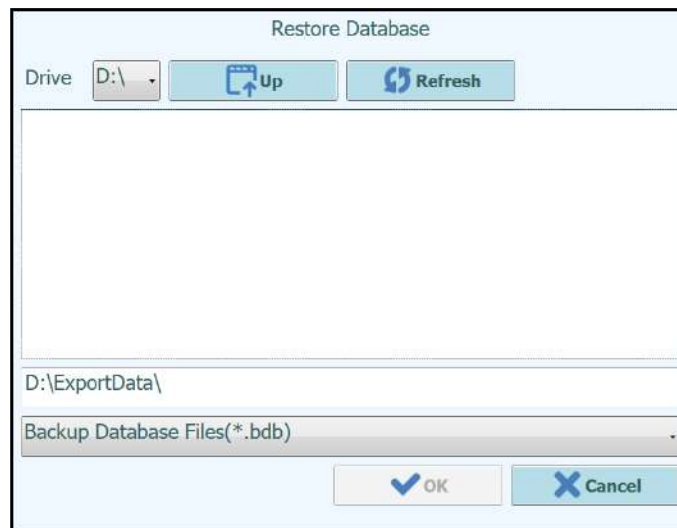 Restore Database
Drive D:\ Up Refresh
D:\ExportData\
Backup Database Files(*.bdb)
OK Cancel